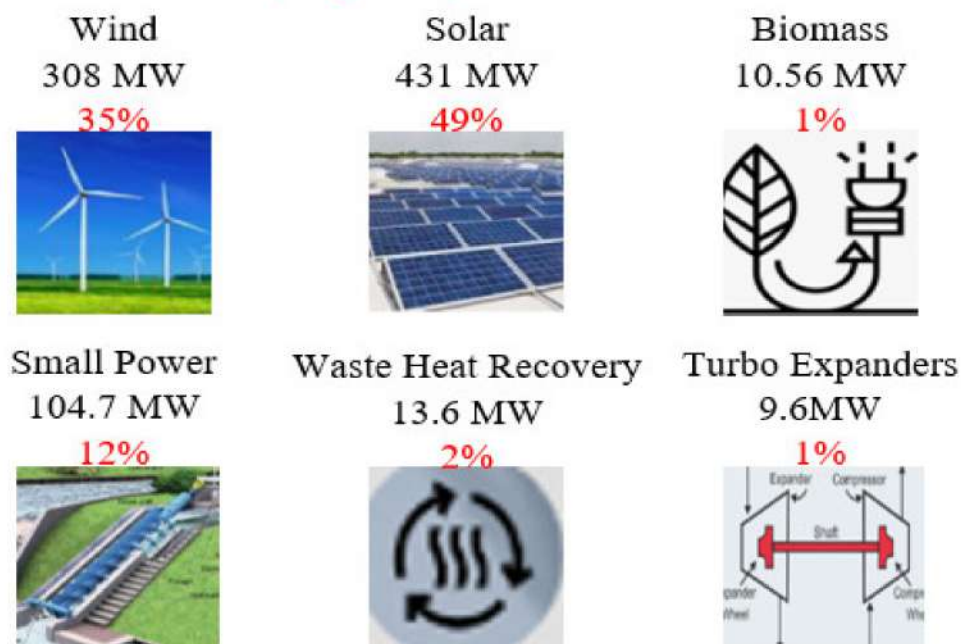 Wind
308 MW
35%
Solar
431 MW
49%
Biomass
10.56 MW
1%
Small Power
104.7 MW
12%
Waste Heat Recovery
13.6 MW
2%
Turbo Expanders
9.6MW
1%
Expander
Compressor
Shaft
Wheel